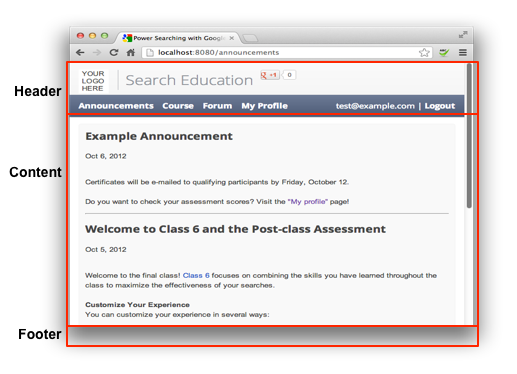 Power Searching with Google
localhost:8080/announcements
Header
YOUR
LOGO
HERE
Search Education
g +1
0
Announcements Course Forum My Profile
test@example.com | Logout
Content
Example Announcement
Oct 6, 2012
Certificates will be e-mailed to qualifying participants by Friday, October 12.
Do you want to check your assessment scores? Visit the "My profile" page!
Welcome to Class 6 and the Post-class Assessment
Oct 5, 2012
Welcome to the final class! Class 6 focuses on combining the skills you have learned throughout the
class to maximize the effectiveness of your searches.
Customize Your Experience
You can customize your experience in several ways:
Footer